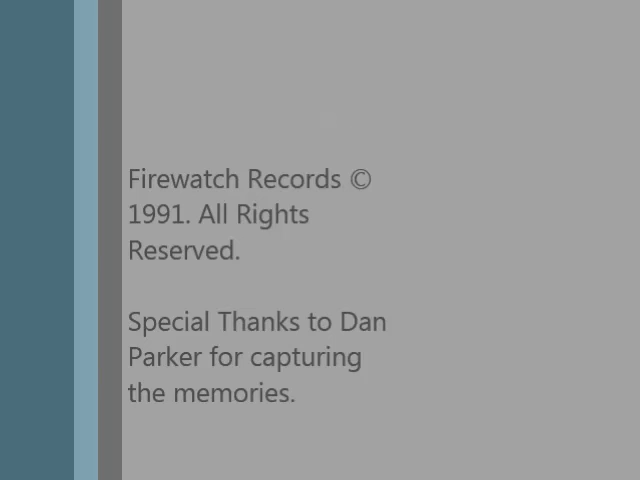 Firewatch Records ©
1991. All Rights
Reserved.
Special Thanks to Dan
Parker for capturing
the memories.